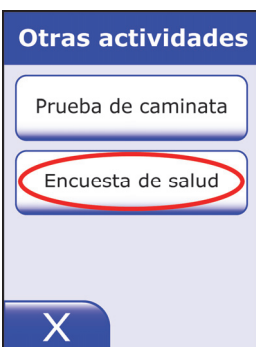 Otras actividades
Prueba de caminata
Encuesta de salud
X